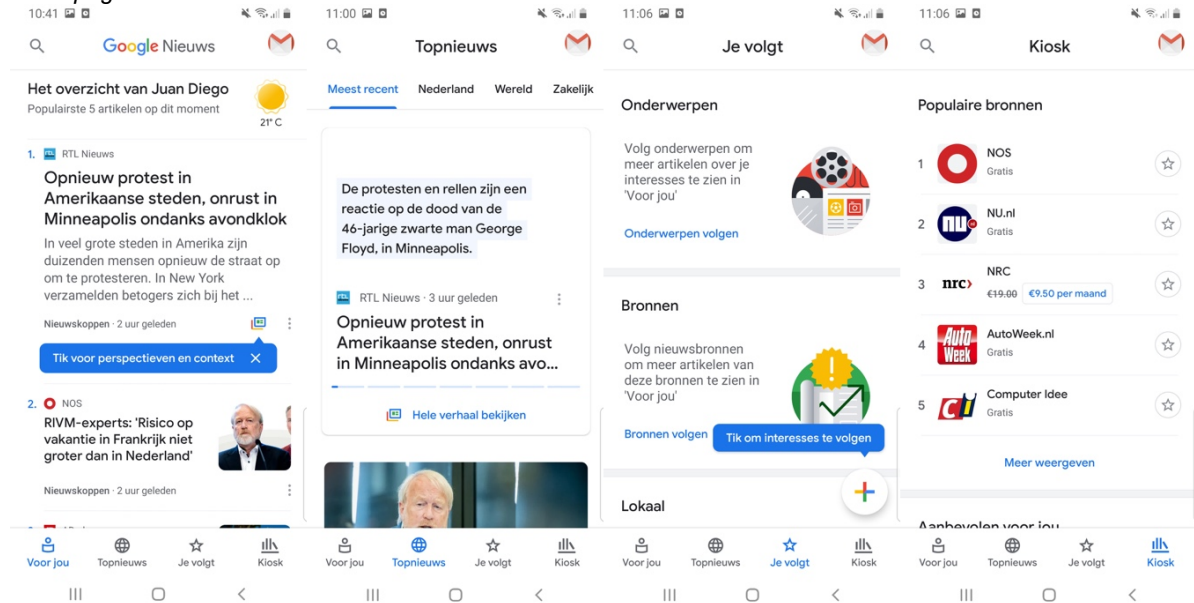 10:41
Google Nieuws
Het overzicht van Juan Diego
Populairste 5 artikelen op dit moment
21° C
1. RTL Nieuws
Opnieuw protest in
Amerikaanse steden, onrust in
Minneapolis ondanks avondklok
In veel grote steden in Amerika zijn
duizenden mensen opnieuw de straat op
om te protesteren. In New York
verzamelden betogers zich bij het ...
Nieuwskoppen · 2 uur geleden
Tik voor perspectieven en context
2. NOS
RIVM-experts: 'Risico op
vakantie in Frankrijk niet
groter dan in Nederland'
Nieuwskoppen · 2 uur geleden
Voor jou Topnieuws Je volgt Kiosk
11:00
Topnieuws
Meest recent Nederland Wereld Zakelijk
De protesten en rellen zijn een
reactie op de dood van de
46-jarige zwarte man George
Floyd, in Minneapolis.
RTL Nieuws · 3 uur geleden
Opnieuw protest in
Amerikaanse steden, onrust
in Minneapolis ondanks avo...
Hele verhaal bekijken
Voor jou Topnieuws Je volgt Kiosk
11:06
Je volgt
Onderwerpen
Volg onderwerpen om
meer artikelen over je
interesses te zien in
'Voor jou'
Onderwerpen volgen
Bronnen
Volg nieuwsbronnen
om meer artikelen van
deze bronnen te zien in
'Voor jou'
Bronnen volgen
Tik om interesses te volgen
Lokaal
Voor jou Topnieuws Je volgt Kiosk
11:06
Kiosk
Populaire bronnen
1 NOS
Gratis
2 NU NU.nl
Gratis
3 nrc NRC
€19.00 €9.50 per maand
4 Auto Week AutoWeek.nl
Gratis
5 Computer Idee
Gratis
Meer weergeven
Aanbevolen voor jou
Voor jou Topnieuws Je volgt Kiosk